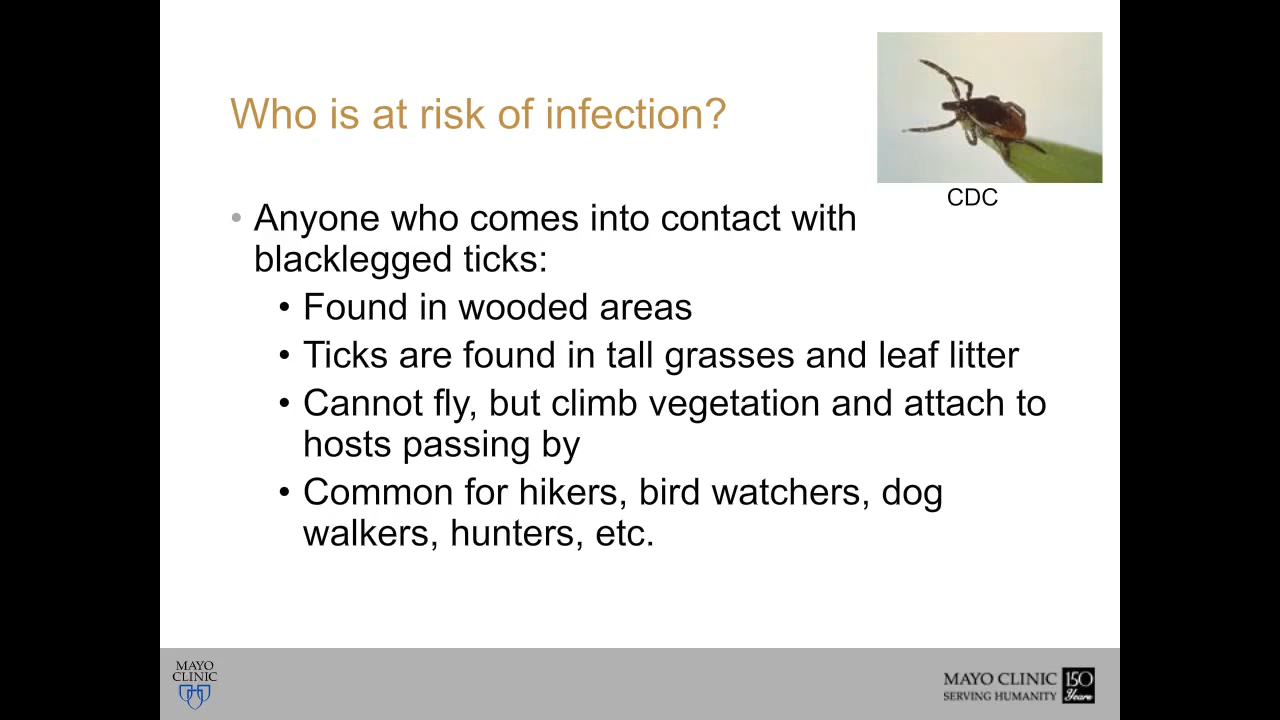 Who is at risk of infection?
CDC
• Anyone who comes into contact with
blacklegged ticks:
• Found in wooded areas
• Ticks are found in tall grasses and leaf litter
• Cannot fly, but climb vegetation and attach to
hosts passing by
• Common for hikers, bird watchers, dog
walkers, hunters, etc.
MAYO
CLINIC
MAYO CLINIC
SERVING HUMANITY
150
Years